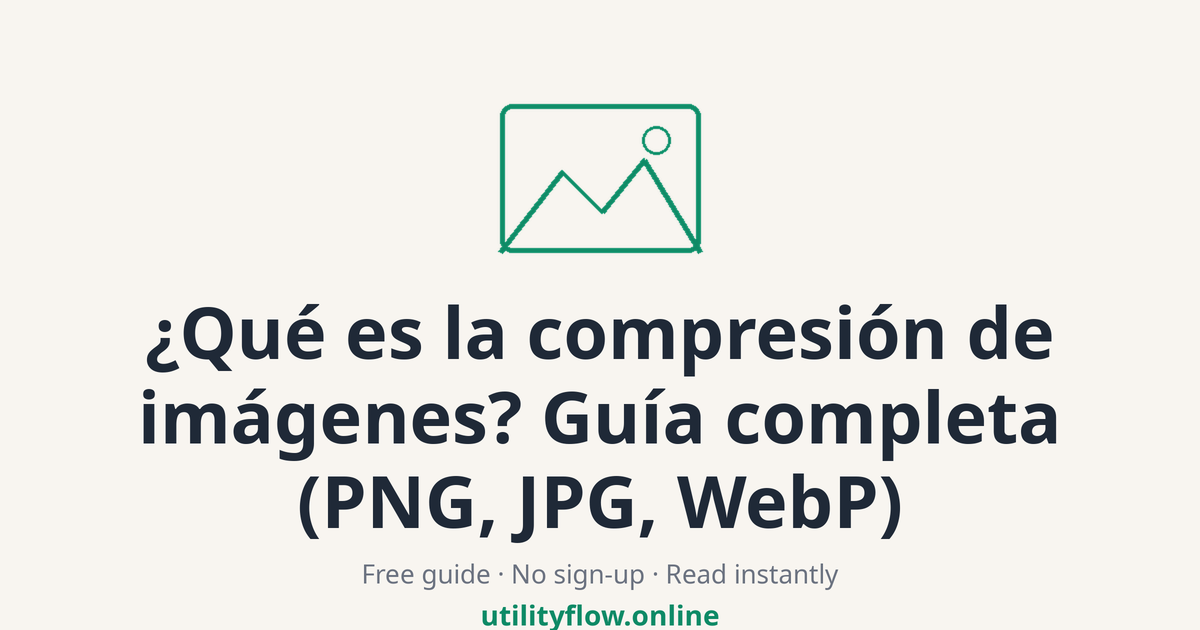 ¿Qué es la compresión de
imágenes? Guía completa
(PNG, JPG, WebP)
Free guide · No sign-up · Read instantly
utilityflow.online